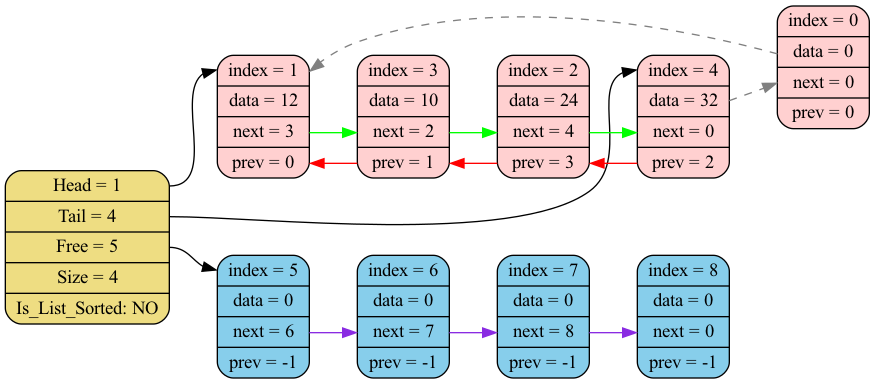 index = 0
data = 0
next = 0
prev = 0
index = 1
data = 12
next = 3
prev = 0
index = 3
data = 10
next = 2
prev = 1
index = 2
data = 24
next = 4
prev = 3
index = 4
data = 32
next = 0
prev = 2
Head = 1
Tail = 4
Free = 5
Size = 4
Is_List_Sorted: NO
index = 5
data = 0
next = 6
prev = -1
index = 6
data = 0
next = 7
prev = -1
index = 7
data = 0
next = 8
prev = -1
index = 8
data = 0
next = 0
prev = -1